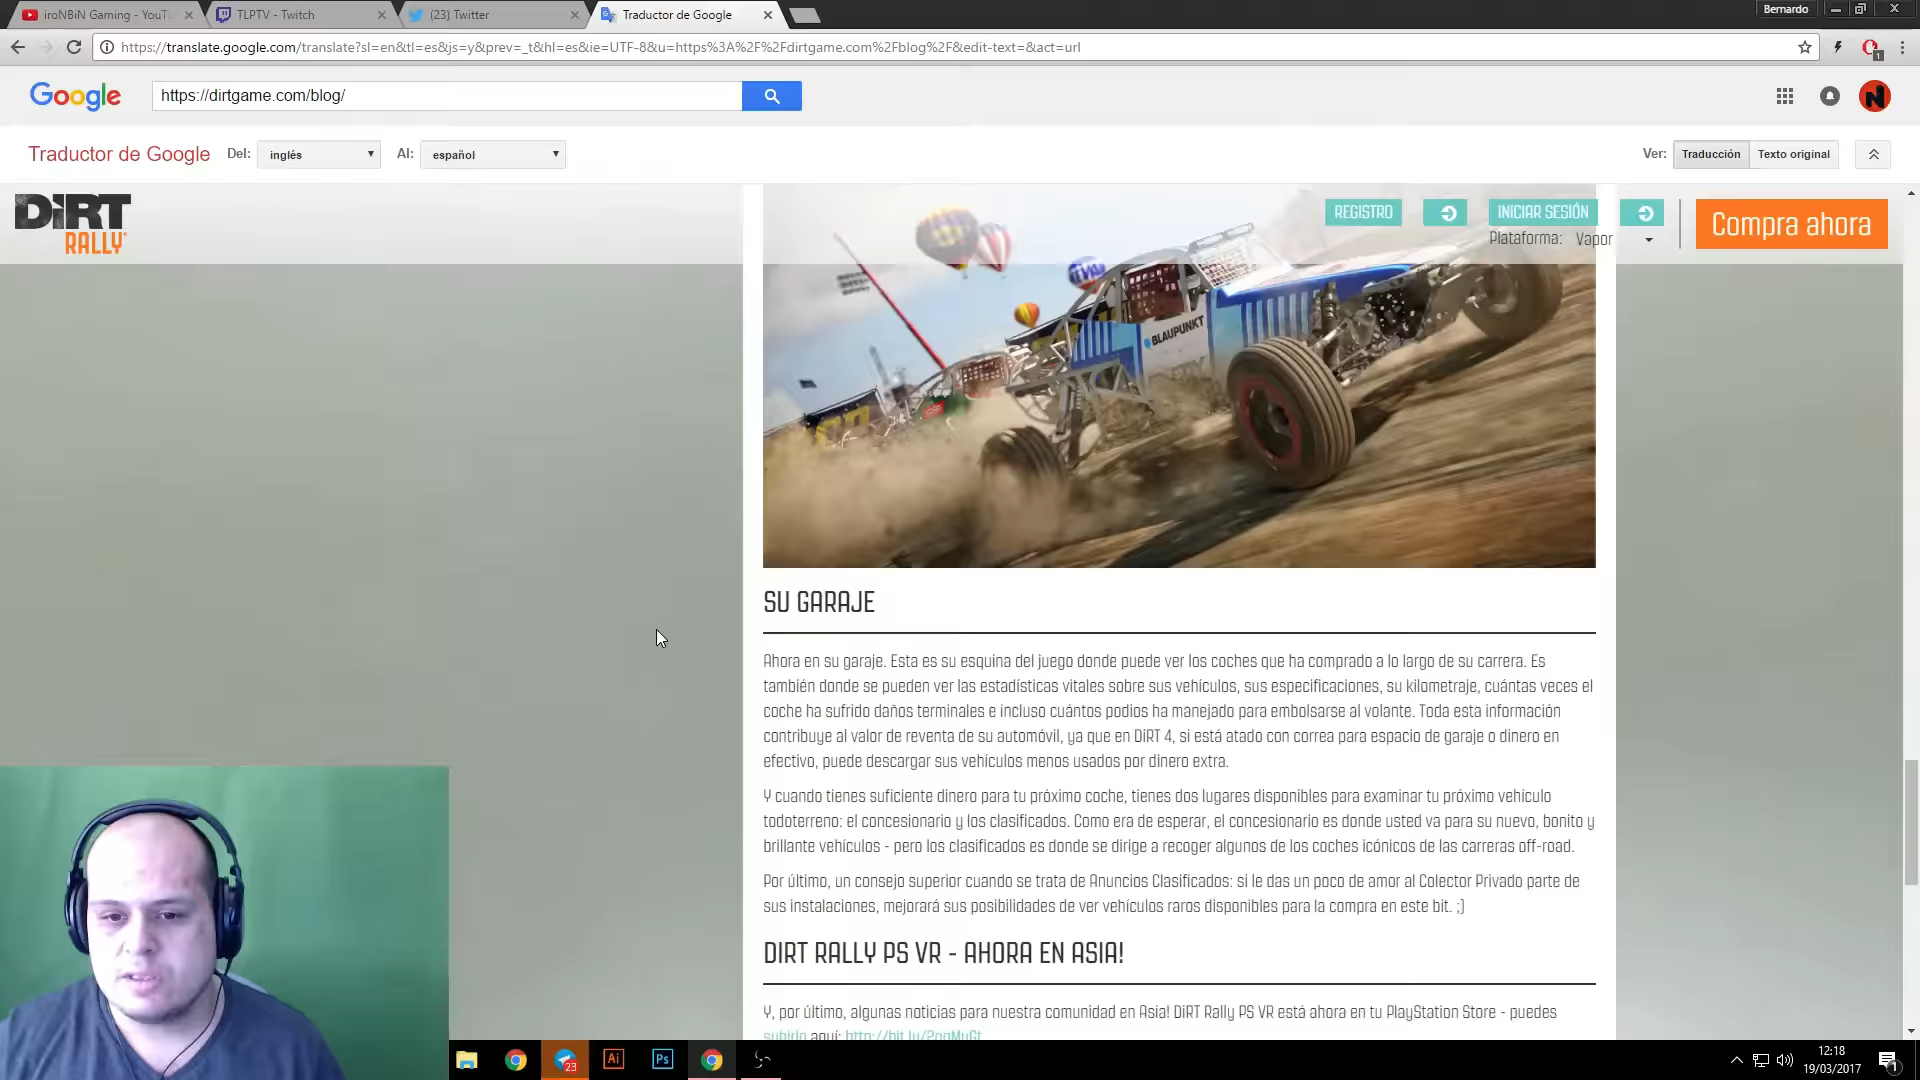 iroNBiN Gaming - YouTu
TLPTV - Twitch
(23) Twitter
Traductor de Google
Bernardo
https://translate.google.com/translate?sl=en&tl=es&js=y&prev=_t&hl=es&ie=UTF-8&u=https%3A%2F%2Fdirtgame.com%2Fblog%2F&edit-text=&act=url
1
Google
https://dirtgame.com/blog/
N
Traductor de Google
Del:
inglés
Al:
español
Ver:
Traducción
Texto original
DiRT
RALLY
REGISTRO
INICIAR SESIÓN
Plataforma:
Vapor
Compra ahora
BLAUPUNKT
SU GARAJE
Ahora en su garaje. Esta es su esquina del juego donde puede ver los coches que ha comprado a lo largo de su carrera. Es
también donde se pueden ver las estadísticas vitales sobre sus vehículos, sus especificaciones, su kilometraje, cuántas veces el
coche ha sufrido daños terminales e incluso cuántos podios ha manejado para embolsarse al volante. Toda esta información
contribuye al valor de reventa de su automóvil, ya que en DiRT 4, si está atado con correa para espacio de garaje o dinero en
efectivo, puede descargar sus vehículos menos usados por dinero extra.
Y cuando tienes suficiente dinero para tu próximo coche, tienes dos lugares disponibles para examinar tu próximo vehículo
todoterreno: el concesionario y los clasificados. Como era de esperar, el concesionario es donde usted va para su nuevo, bonito y
brillante vehículos - pero los clasificados es donde se dirige a recoger algunos de los coches icónicos de las carreras off-road.
Por último, un consejo superior cuando se trata de Anuncios Clasificados: si le das un poco de amor al Colector Privado parte de
sus instalaciones, mejorará sus posibilidades de ver vehículos raros disponibles para la compra en este bit. ;)
DIRT RALLY PS VR - AHORA EN ASIA!
Y, por último, algunas noticias para nuestra comunidad en Asia! DiRT Rally PS VR está ahora en tu PlayStation Store - puedes
subirlo aquí:
23
Ai
Ps
12:18
19/03/2017
1